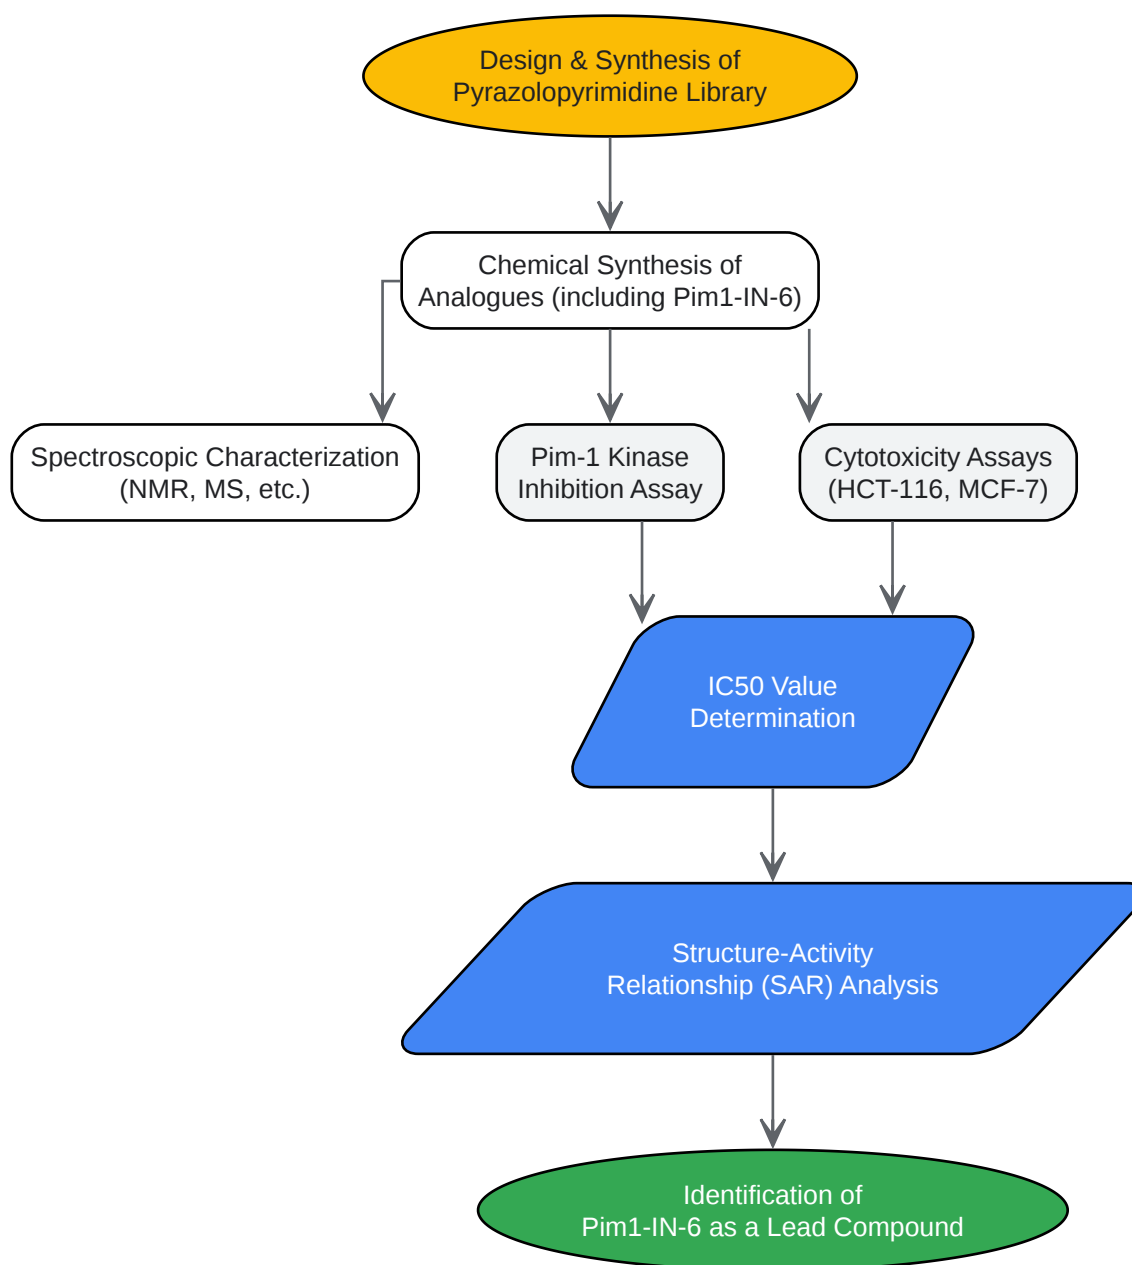 Design & Synthesis of
Pyrazolopyrimidine Library
Chemical Synthesis of
Analogues (including Pim1-IN-6)
Spectroscopic Characterization
(NMR, MS, etc.)
Pim-1 Kinase
Inhibition Assay
Cytotoxicity Assays
(HCT-116, MCF-7)
IC50 Value
Determination
Structure-Activity
Relationship (SAR) Analysis
Identification of
Pim1-IN-6 as a Lead Compound